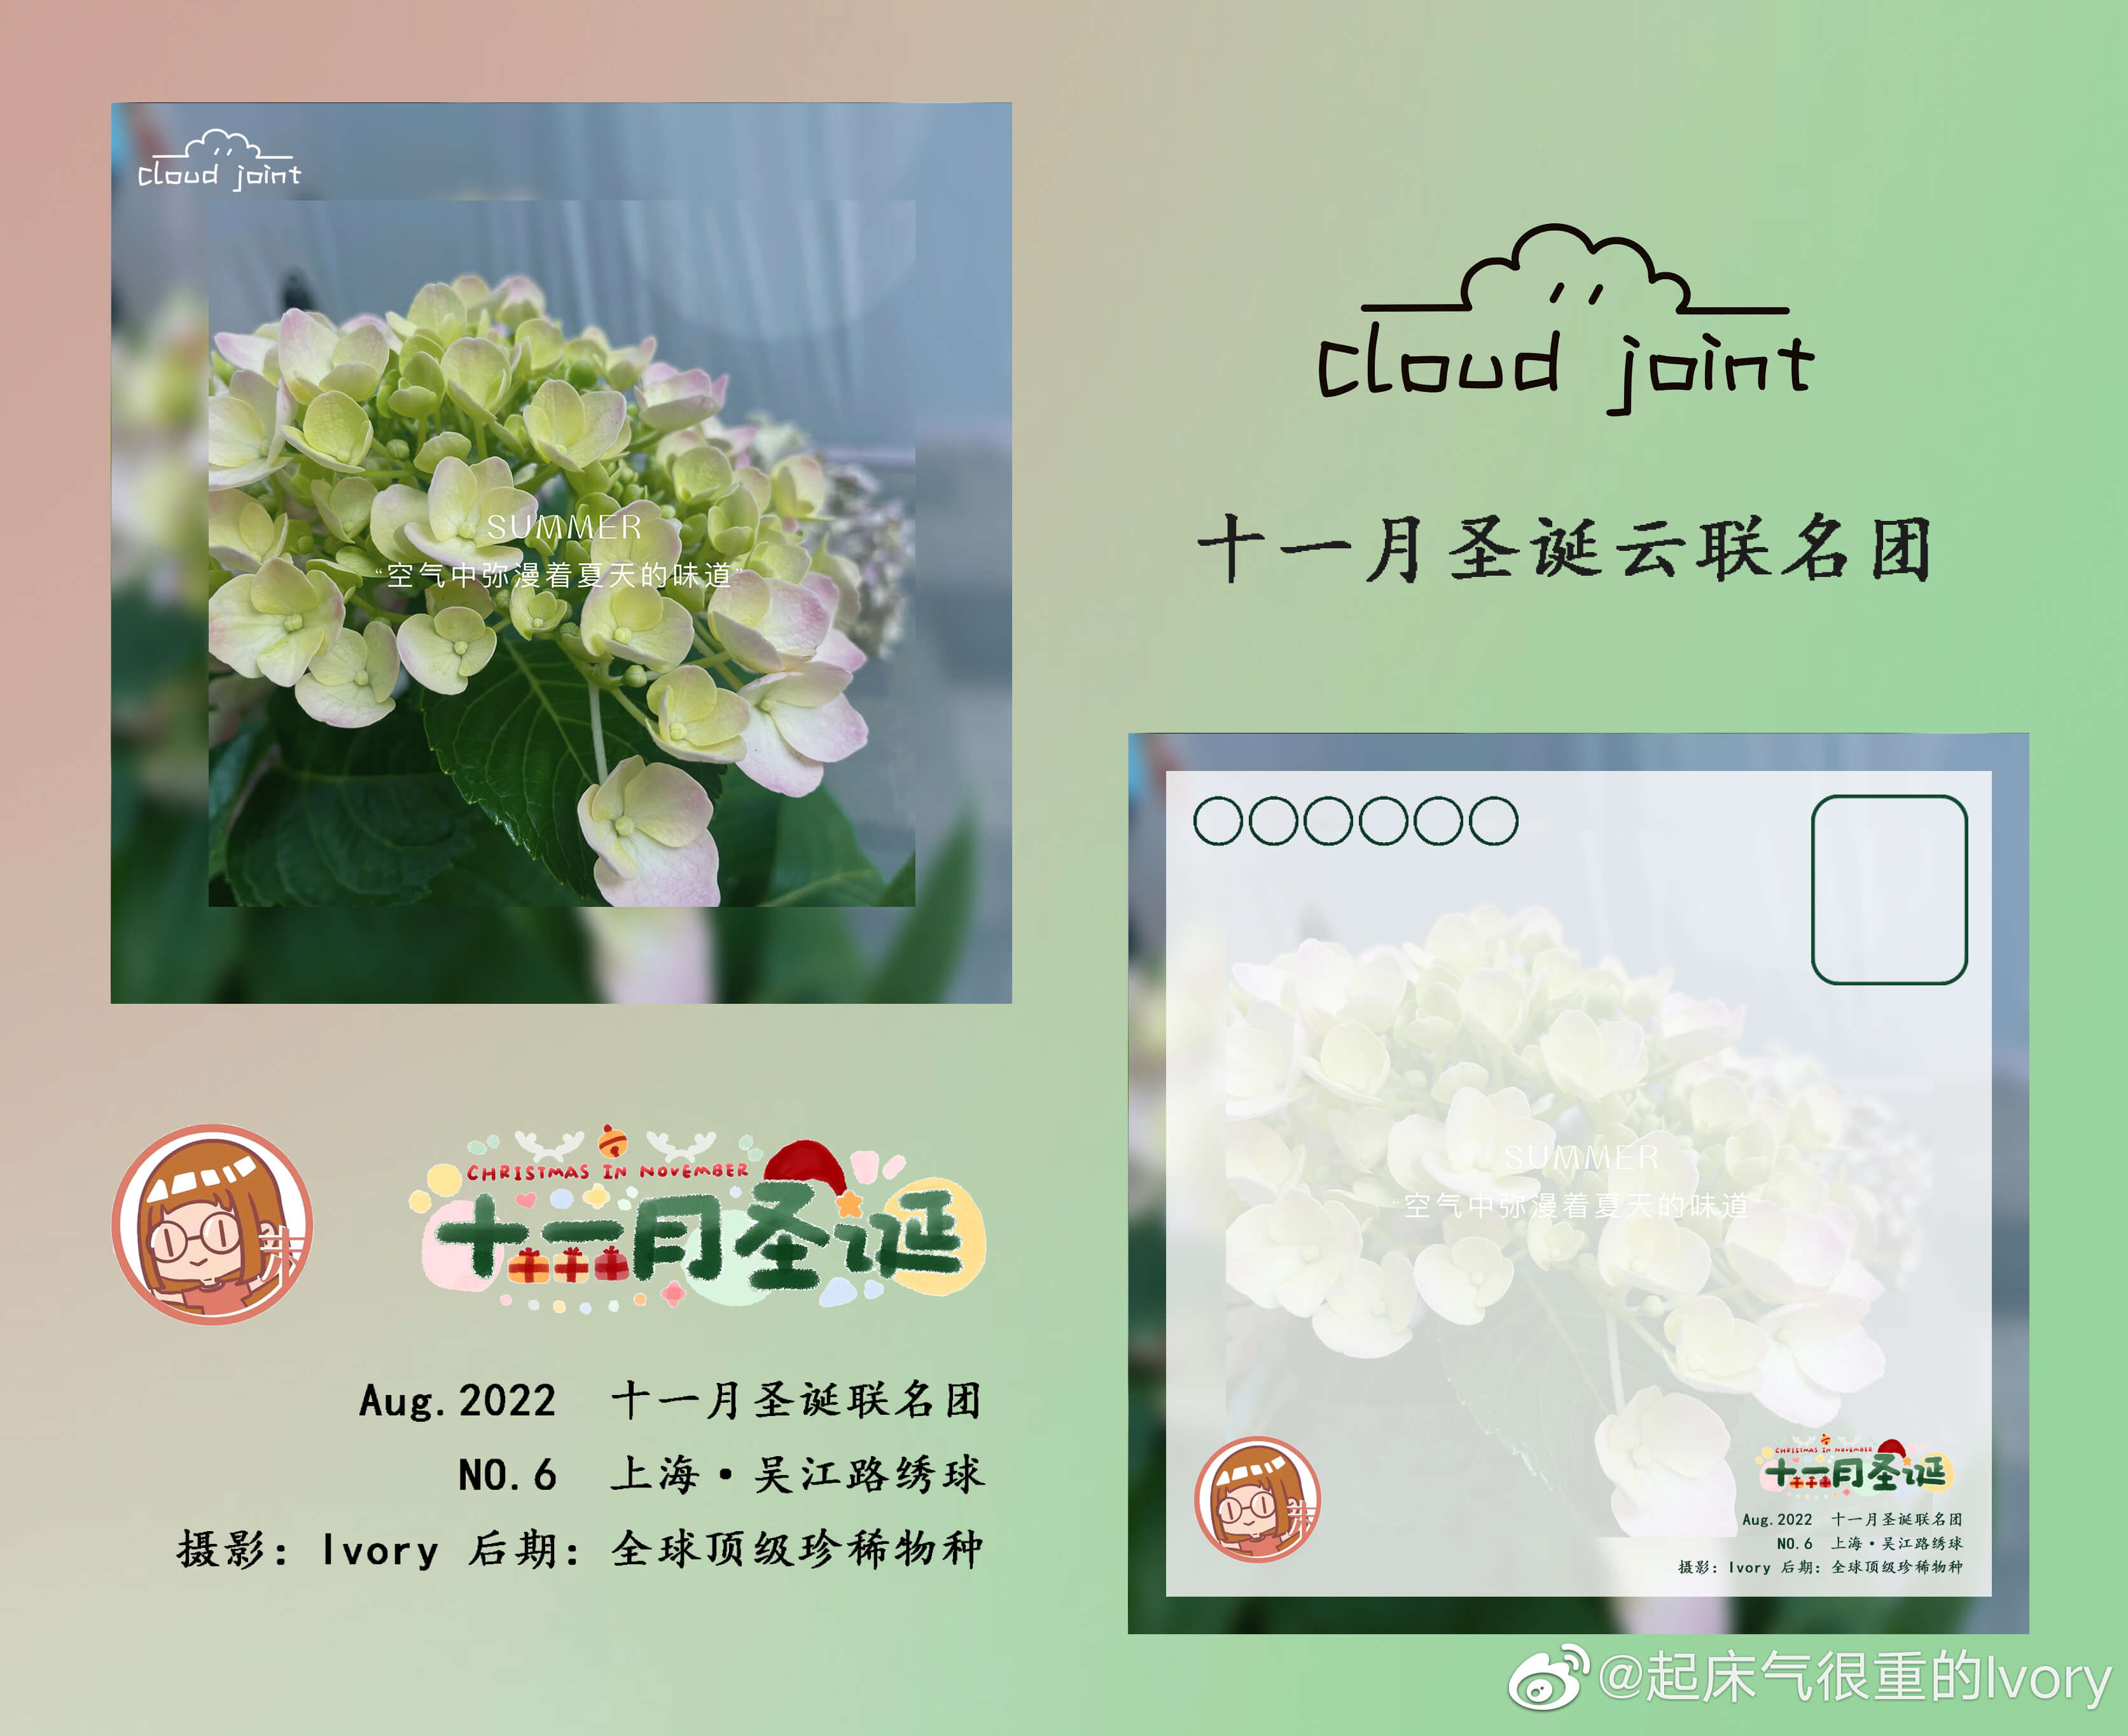 cloud joint
SUMMER
“空气中弥漫着夏天的味道”
cloud joint
十一月圣诞云联名团
CHRISTMAS IN NOVEMBER
十一月圣诞
Aug.2022 十一月圣诞联名团
NO.6 上海·吴江路绣球
摄影：Ivory 后期：全球顶级珍稀物种
SUMMER
“空气中弥漫着夏天的味道”
CHRISTMAS IN NOVEMBER
十一月圣诞
Aug.2022 十一月圣诞联名团
NO.6 上海·吴江路绣球
摄影：Ivory 后期：全球顶级珍稀物种
@起床气很重的Ivory